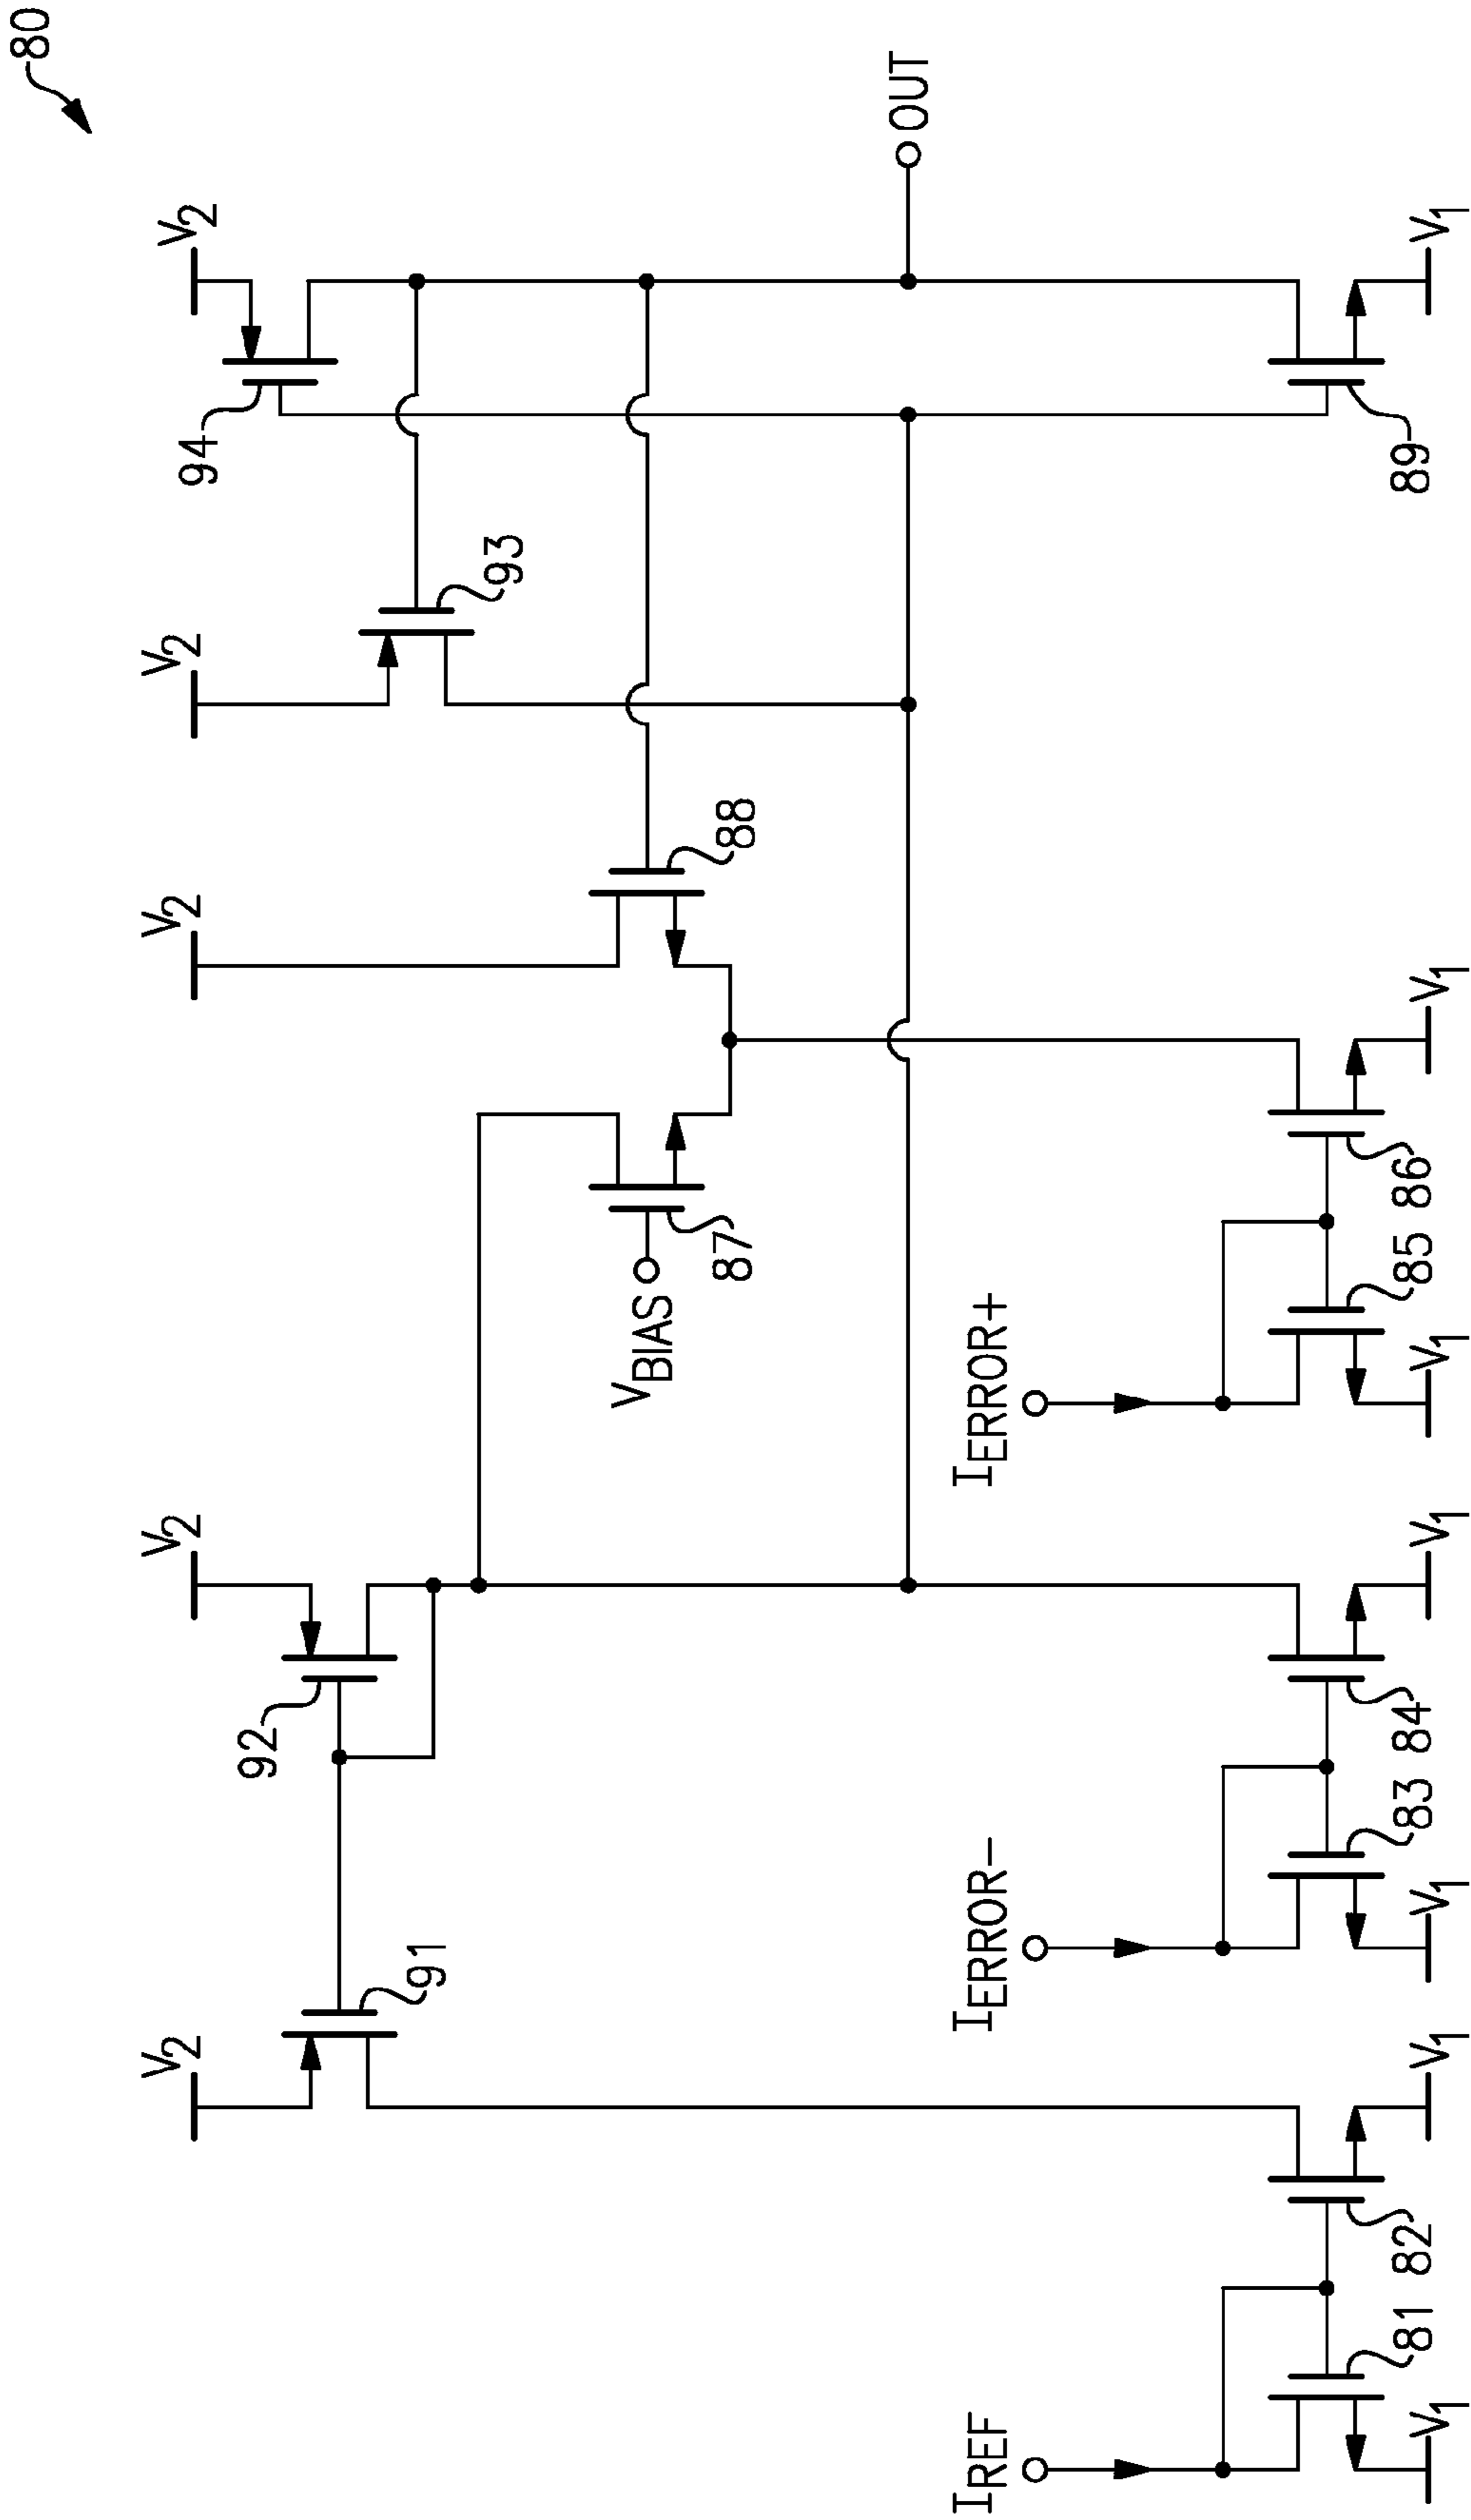 80
V2
V2
V2
V2
V2
94
93
88
92
91
OUT
VBIAS
87
IERROR+
IERROR-
IREF
89
85 86
83 84
81 82
V1
V1
V1
V1
V1
V1
V1